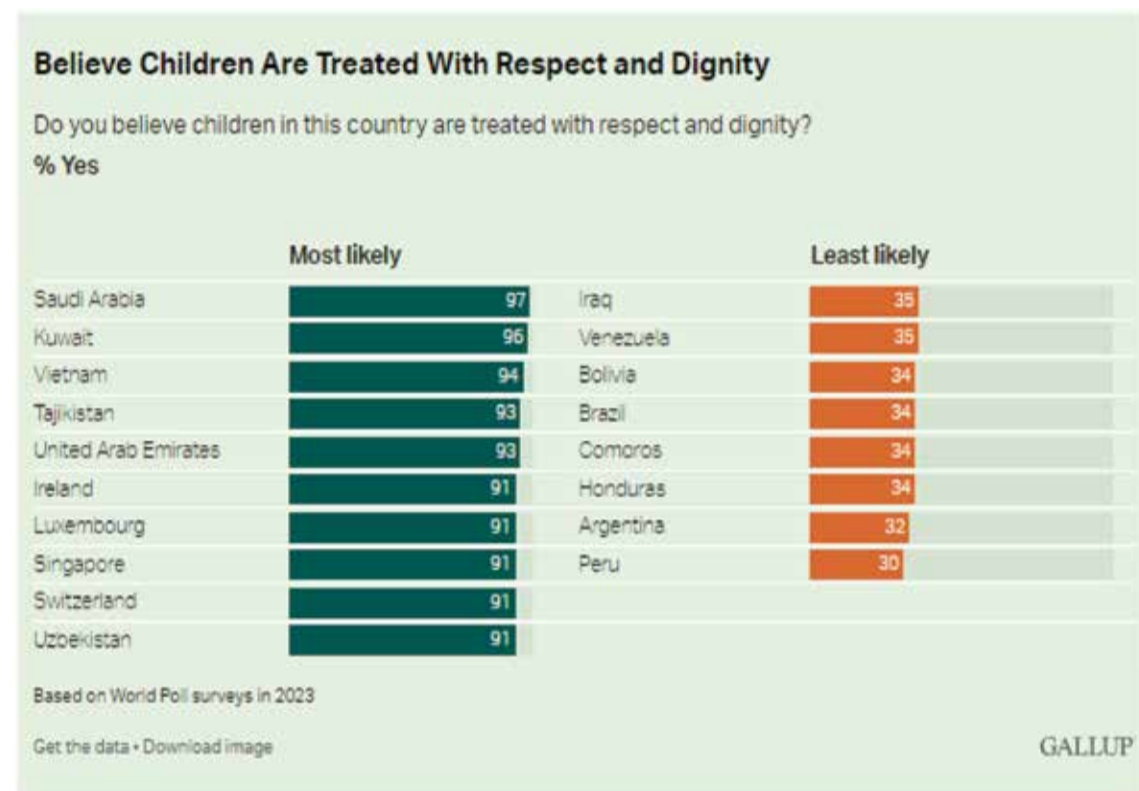 Believe Children Are Treated With Respect and Dignity
Do you believe children in this country are treated with respect and dignity?
% Yes
Most likely Least likely
Saudi Arabia 97 Iraq 35
Kuwait 96 Venezuela 35
Vietnam 94 Bolivia 34
Tajikistan 93 Brazil 34
United Arab Emirates 93 Comoros 34
Ireland 91 Honduras 34
Luxembourg 91 Argentina 32
Singapore 91 Peru 30
Switzerland 91
Uzbekistan 91
Based on World Poll surveys in 2023
Get the data • Download image GALLUP